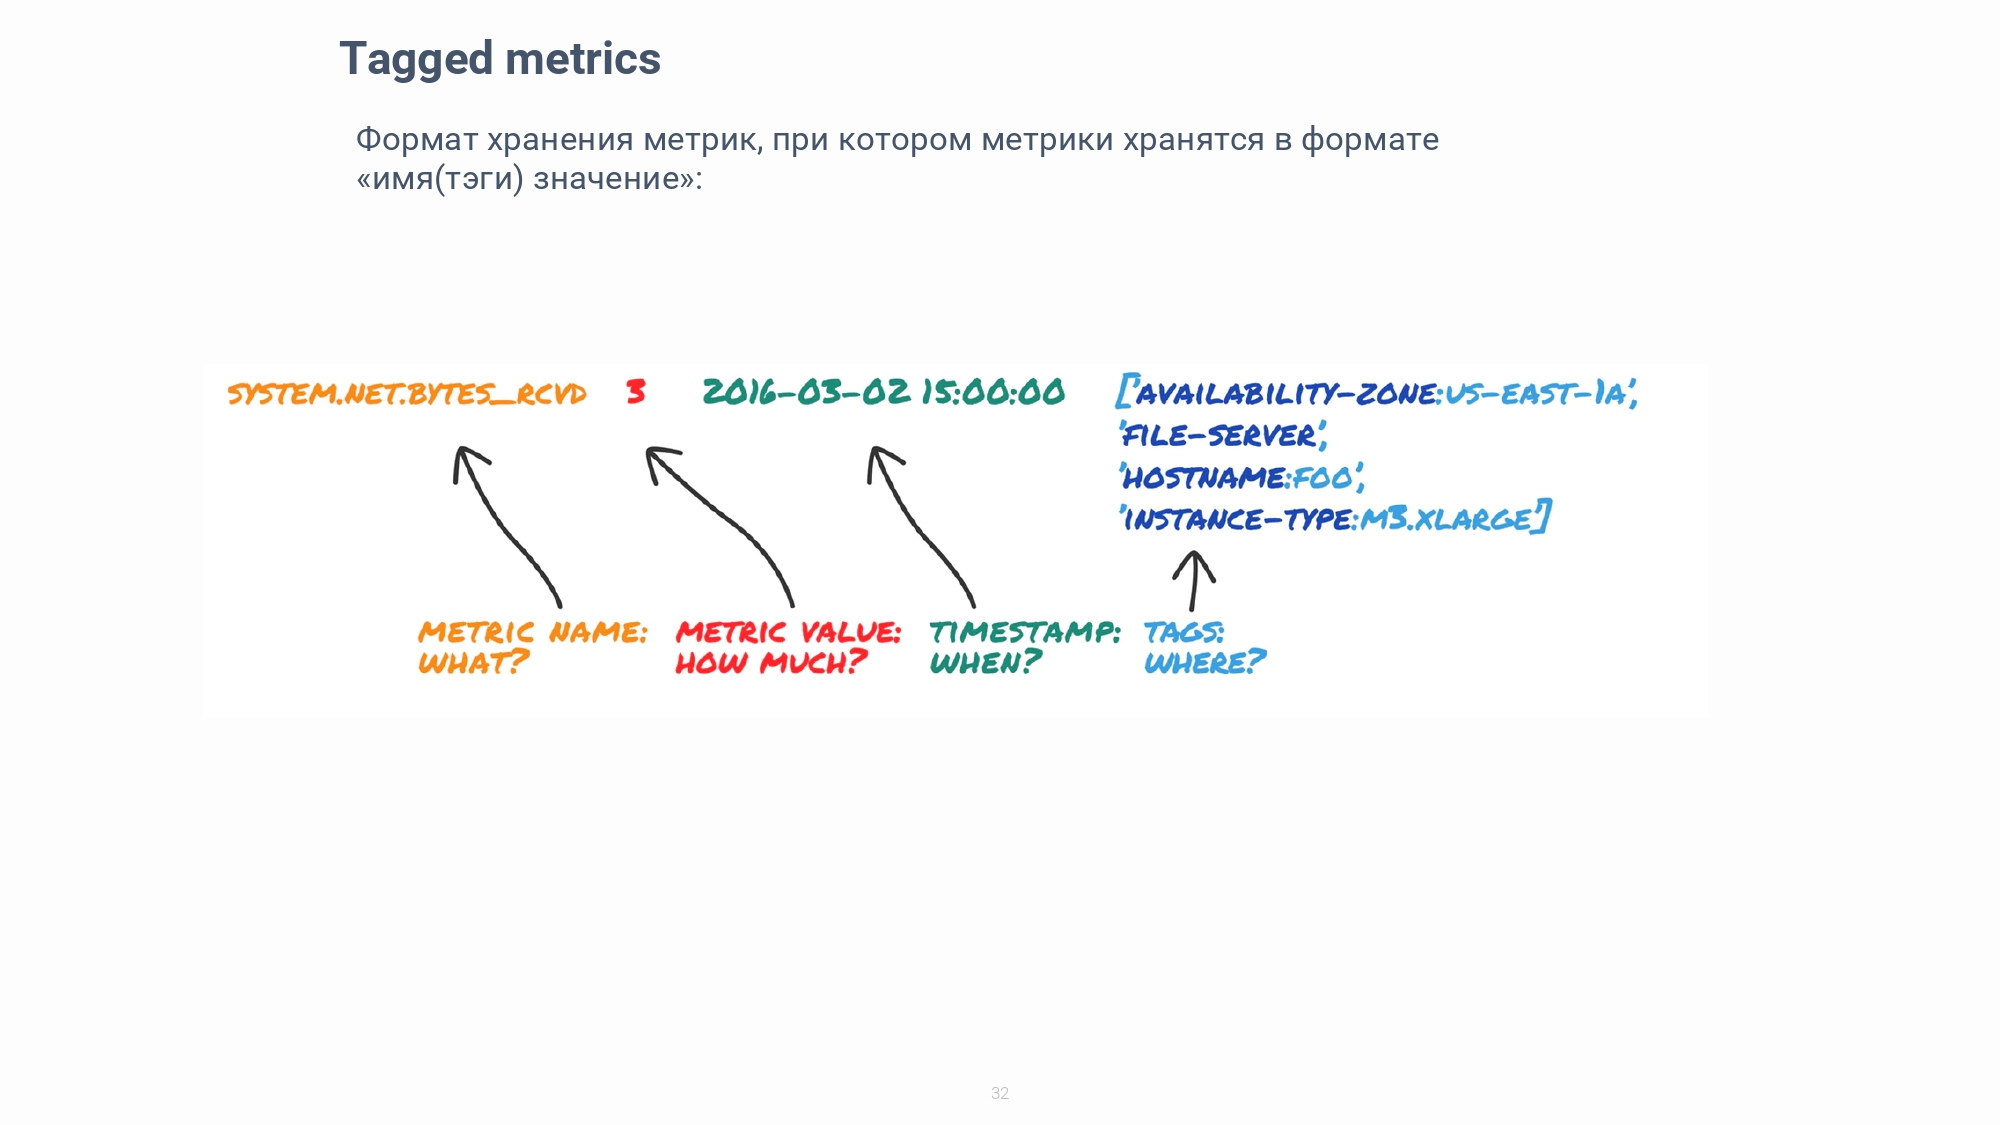 Tagged metrics
Формат хранения метрик, при котором метрики хранятся в формате
«имя(тэги) значение»:
SYSTEM.NET.BYTES_RCVD 3 2016-03-02 15:00:00 ['AVAILABILITY-ZONE:US-EAST-1A',
'FILE-SERVER',
'HOSTNAME:FOO',
'INSTANCE-TYPE:M3.XLARGE']
METRIC NAME: METRIC VALUE: TIMESTAMP: TAGS:
WHAT? HOW MUCH? WHEN? WHERE?
32